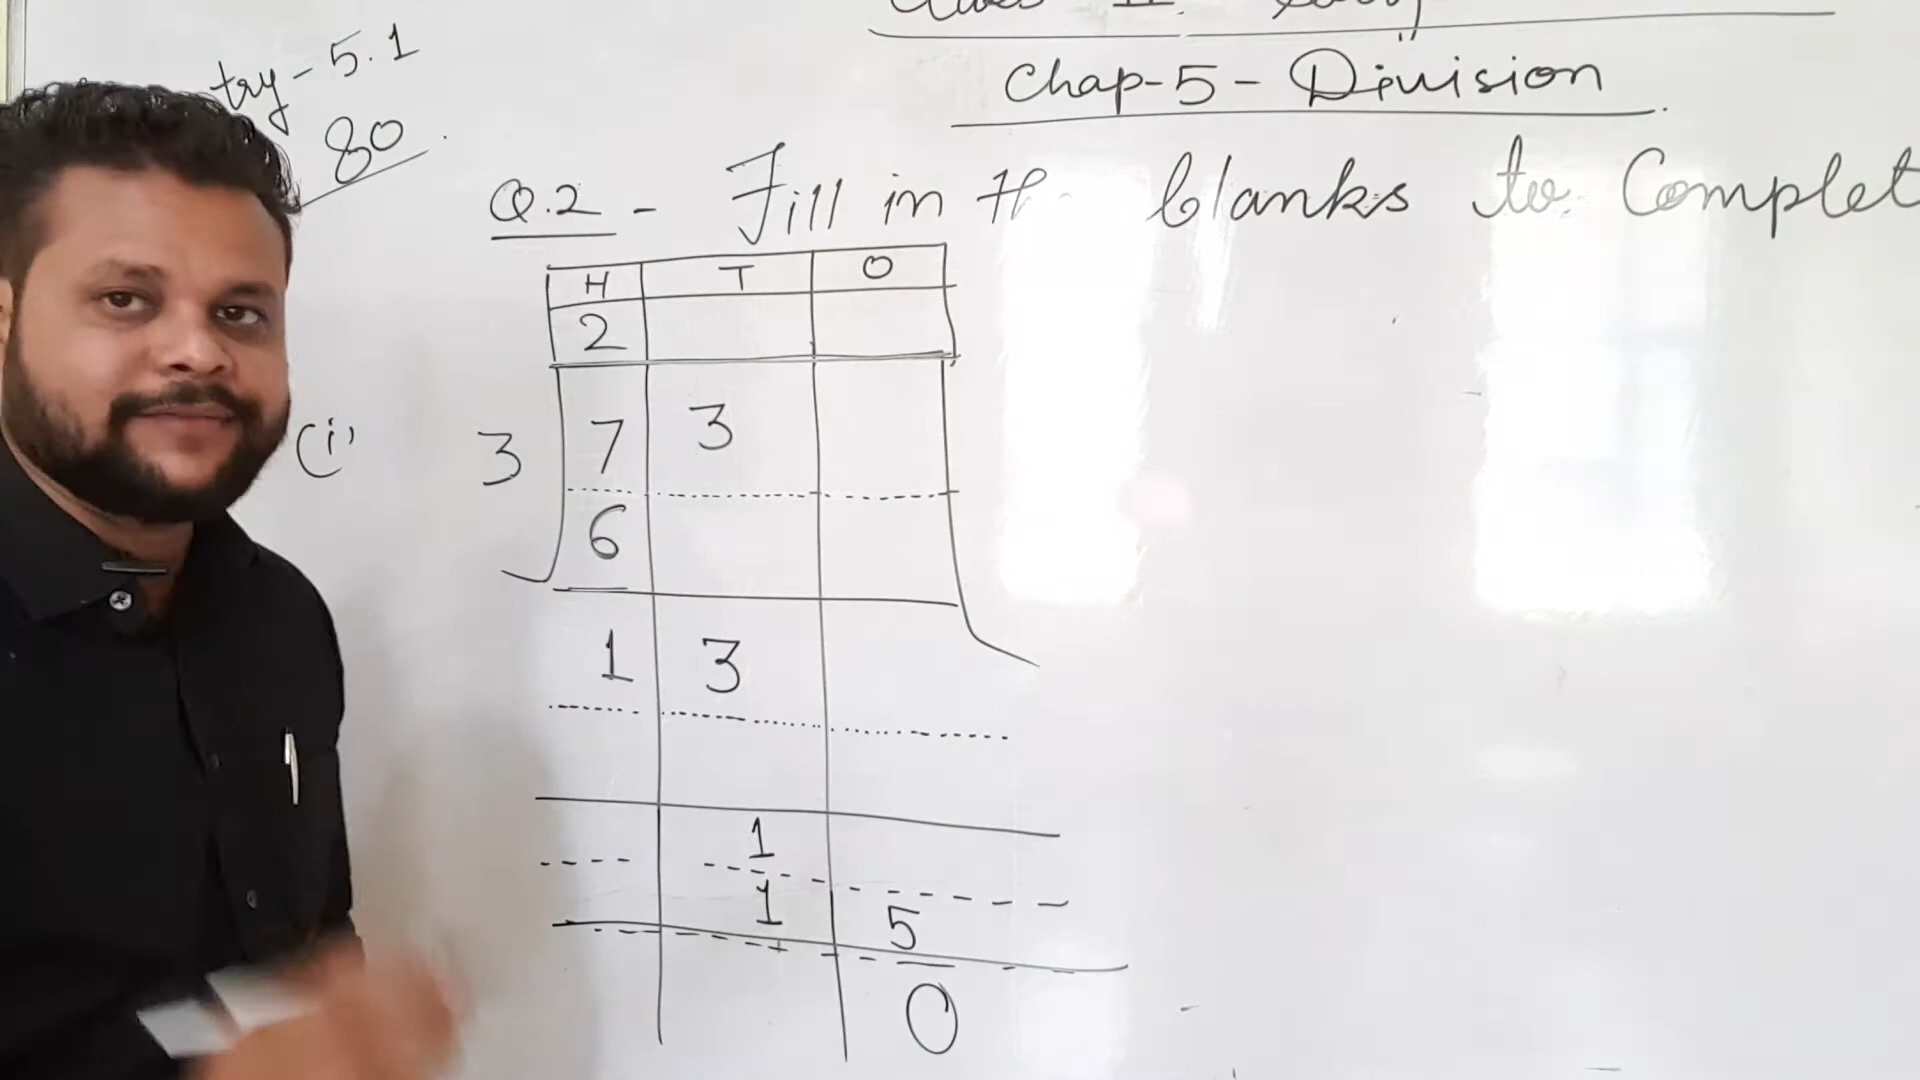 try-5.1
80
Chap-5- Division
Q.2 - Fill in the blanks to Complet
H T O
2
(i) 3 7 3
6
1 3
1
1 5
0